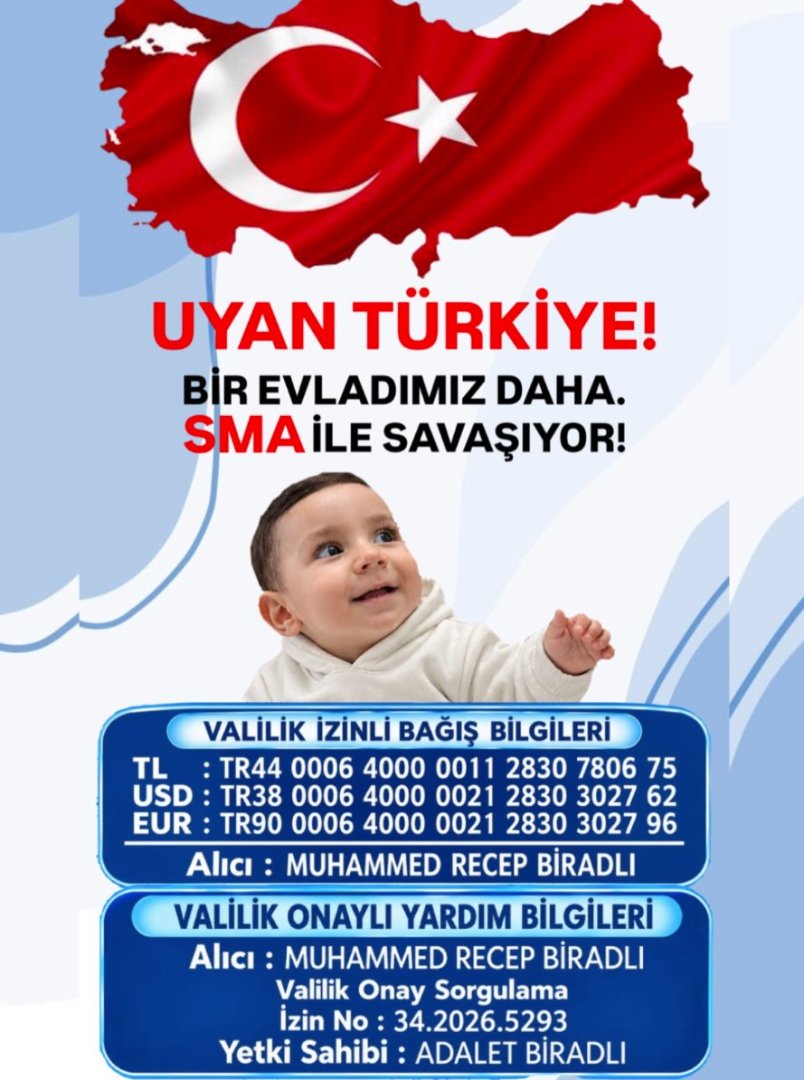 UYAN TÜRKİYE!
BİR EVLADIMIZ DAHA.
SMA İLE SAVAŞIYOR!
VALİLİK İZİNLİ BAĞIŞ BİLGİLERİ
TL : TR44 0006 4000 0011 2830 7806 75
USD : TR38 0006 4000 0021 2830 3027 62
EUR : TR90 0006 4000 0021 2830 3027 96
Alıcı : MUHAMMED RECEP BİRADLI
VALİLİK ONAYLI YARDIM BİLGİLERİ
Alıcı : MUHAMMED RECEP BİRADLI
Valilik Onay Sorgulama
İzin No : 34.2026.5293
Yetki Sahibi : ADALET BİRADLI